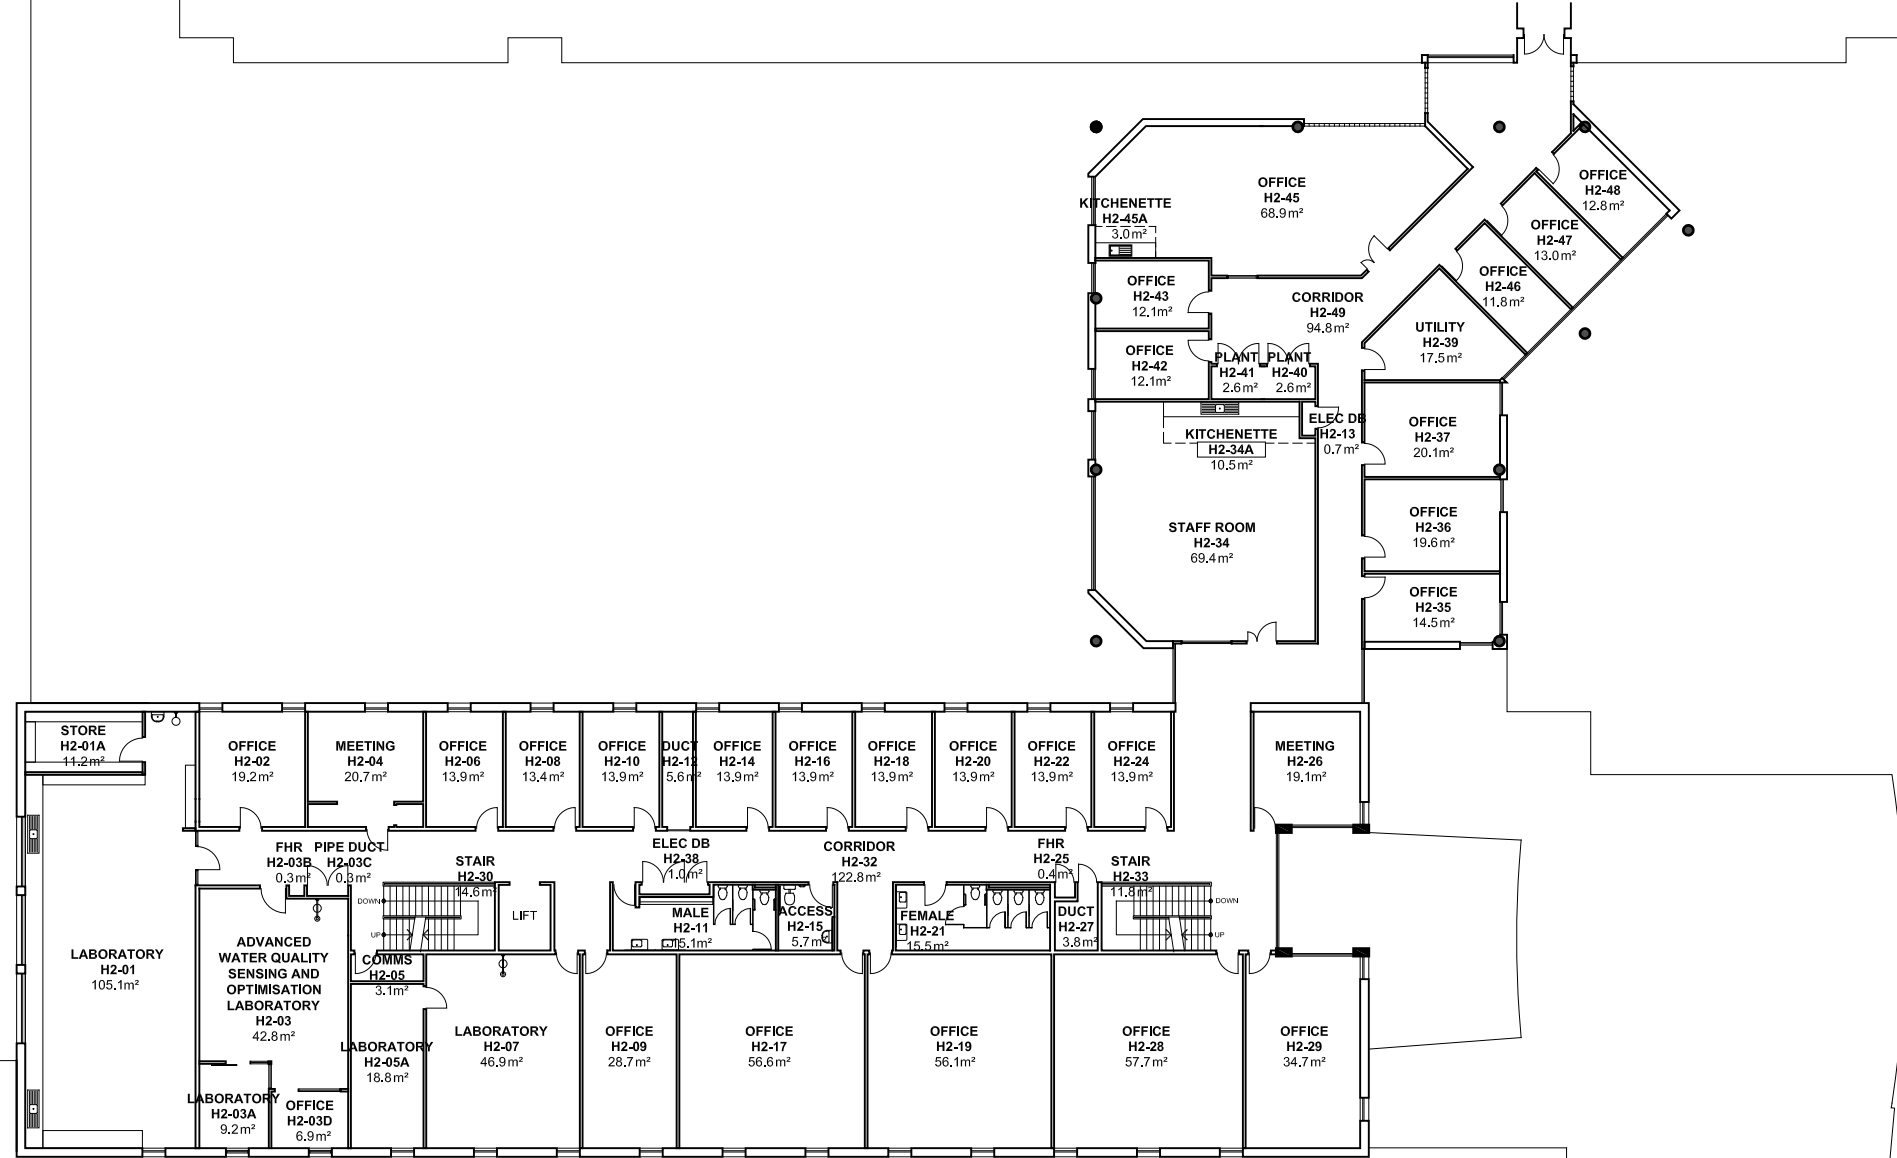 OFFICE
H2-48
12.8m²
OFFICE
H2-45
68.9m²
KITCHENETTE
H2-45A
3.0m²
OFFICE
H2-47
13.0m²
OFFICE
H2-46
11.8m²
OFFICE
H2-43
12.1m²
CORRIDOR
H2-49
94.8m²
UTILITY
H2-39
17.5m²
OFFICE
H2-42
12.1m²
PLANT
H2-41
2.6m²
PLANT
H2-40
2.6m²
ELEC DB
H2-13
0.7m²
OFFICE
H2-37
20.1m²
KITCHENETTE
H2-34A
10.5m²
OFFICE
H2-36
19.6m²
STAFF ROOM
H2-34
69.4m²
OFFICE
H2-35
14.5m²
STORE
H2-01A
11.2m²
OFFICE
H2-02
19.2m²
MEETING
H2-04
20.7m²
OFFICE
H2-06
13.9m²
OFFICE
H2-08
13.4m²
OFFICE
H2-10
13.9m²
DUCT
H2-12
5.6m²
OFFICE
H2-14
13.9m²
OFFICE
H2-16
13.9m²
OFFICE
H2-18
13.9m²
OFFICE
H2-20
13.9m²
OFFICE
H2-22
13.9m²
OFFICE
H2-24
13.9m²
MEETING
H2-26
19.1m²
FHR
H2-03B
0.3m²
PIPE DUCT
H2-03C
0.3m²
STAIR
H2-30
14.6m²
ELEC DB
H2-38
1.0m²
CORRIDOR
H2-32
122.8m²
FHR
H2-25
0.4m²
STAIR
H2-33
11.8m²
DOWN
UP
LIFT
MALE
H2-11
15.1m²
ACCESS
H2-15
5.7m²
FEMALE
H2-21
15.5m²
DUCT
H2-27
3.8m²
DOWN
UP
LABORATORY
H2-01
105.1m²
ADVANCED
WATER QUALITY
SENSING AND
OPTIMISATION
LABORATORY
H2-03
42.8m²
COMMS
H2-05
3.1m²
LABORATORY
H2-05A
18.8m²
LABORATORY
H2-07
46.9m²
OFFICE
H2-09
28.7m²
OFFICE
H2-17
56.6m²
OFFICE
H2-19
56.1m²
OFFICE
H2-28
57.7m²
OFFICE
H2-29
34.7m²
LABORATORY
H2-03A
9.2m²
OFFICE
H2-03D
6.9m²